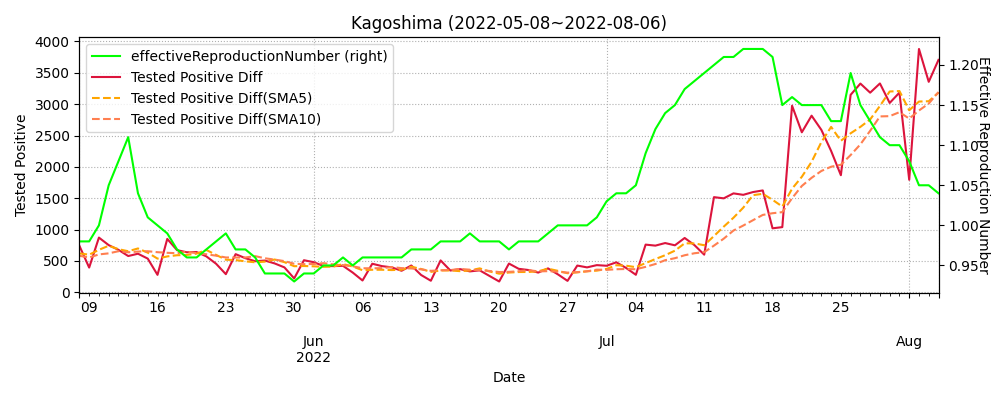 Kagoshima (2022-05-08~2022-08-06)
effectiveReproductionNumber (right)
Tested Positive Diff
Tested Positive Diff(SMA5)
Tested Positive Diff(SMA10)
Tested Positive
4000
3500
3000
2500
2000
1500
1000
500
0
Effective Reproduction Number
1.20
1.15
1.10
1.05
1.00
0.95
09 16 23 30 06 13 20 27 04 11 18 25
Jun Jul Aug
2022
Date